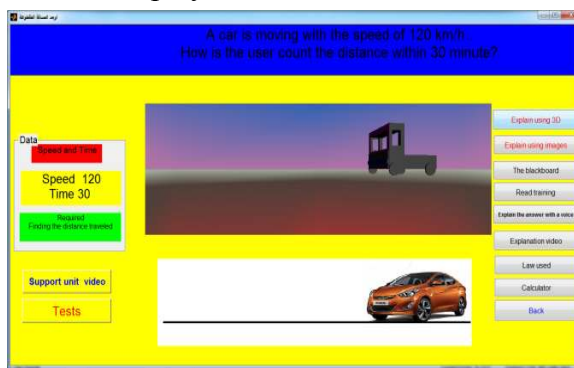 اوجد المسافة المقطوعة
A car is moving with the speed of 120 km/h.
How is the user count the distance within 30 minute?
Data
Speed and Time
Speed 120
Time 30
Required
Finding the distance traveled
Support unit video
Tests
Explain using 3D
Explain using images
The blackboard
Read training
Explain the answer with a voice
Explanation video
Law used
Calculator
Back